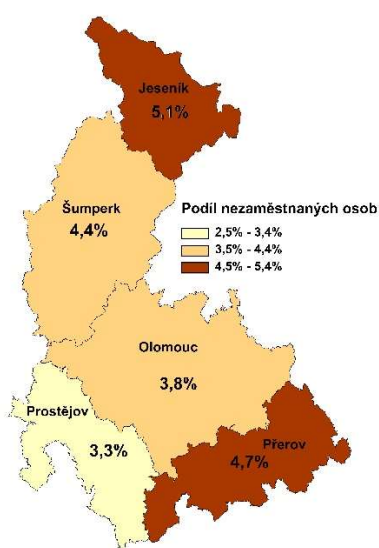 Jeseník
5,1%
Šumperk
4,4%
Podíl nezaměstnaných osob
2,5% - 3,4%
3,5% - 4,4%
4,5% - 5,4%
Olomouc
3,8%
Prostějov
3,3%
Přerov
4,7%